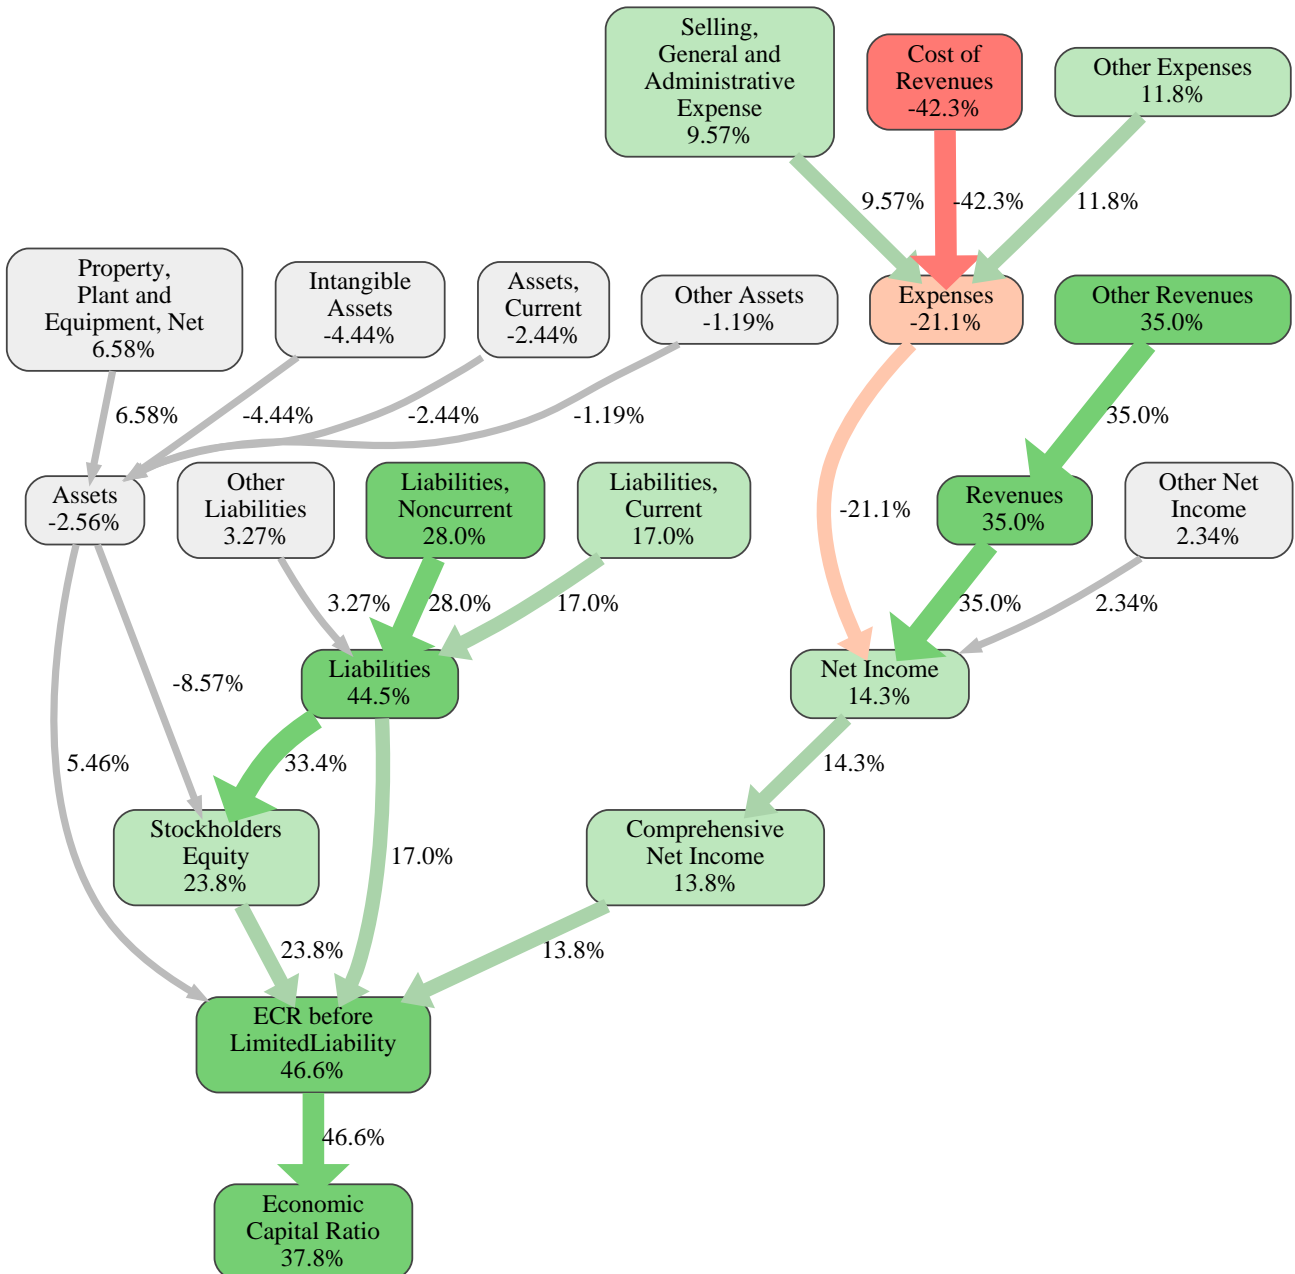 Selling,
General and
Administrative
Expense
9.57%
Cost of
Revenues
-42.3%
Other Expenses
11.8%
9.57%
-42.3%
11.8%
Property,
Plant and
Equipment, Net
6.58%
Intangible
Assets
-4.44%
Assets,
Current
-2.44%
Other Assets
-1.19%
Expenses
-21.1%
Other Revenues
35.0%
6.58%
-4.44%
-2.44%
-1.19%
35.0%
Assets
-2.56%
Other
Liabilities
3.27%
Liabilities,
Noncurrent
28.0%
Liabilities,
Current
17.0%
-21.1%
Revenues
35.0%
Other Net
Income
2.34%
3.27%
28.0%
17.0%
35.0%
2.34%
-8.57%
Liabilities
44.5%
Net Income
14.3%
5.46%
33.4%
14.3%
Stockholders
Equity
23.8%
17.0%
Comprehensive
Net Income
13.8%
23.8%
13.8%
ECR before
LimitedLiability
46.6%
46.6%
Economic
Capital Ratio
37.8%